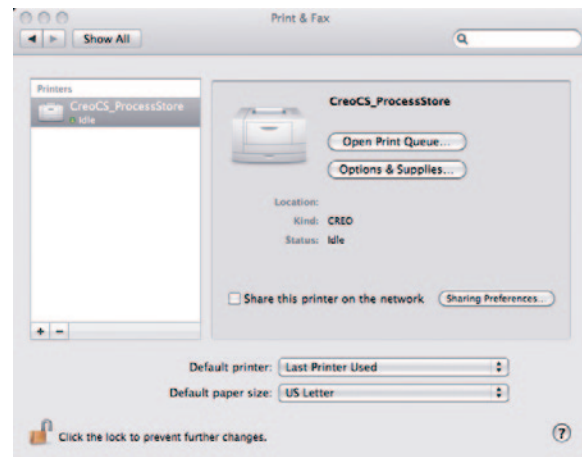 Print & Fax
Show All
Printers
CreoCS_ProcessStore
Idle
CreoCS_ProcessStore
Open Print Queue...
Options & Supplies...
Location:
Kind: CREO
Status: Idle
Share this printer on the network Sharing Preferences...
+ −
Default printer: Last Printer Used
Default paper size: US Letter
Click the lock to prevent further changes. ?